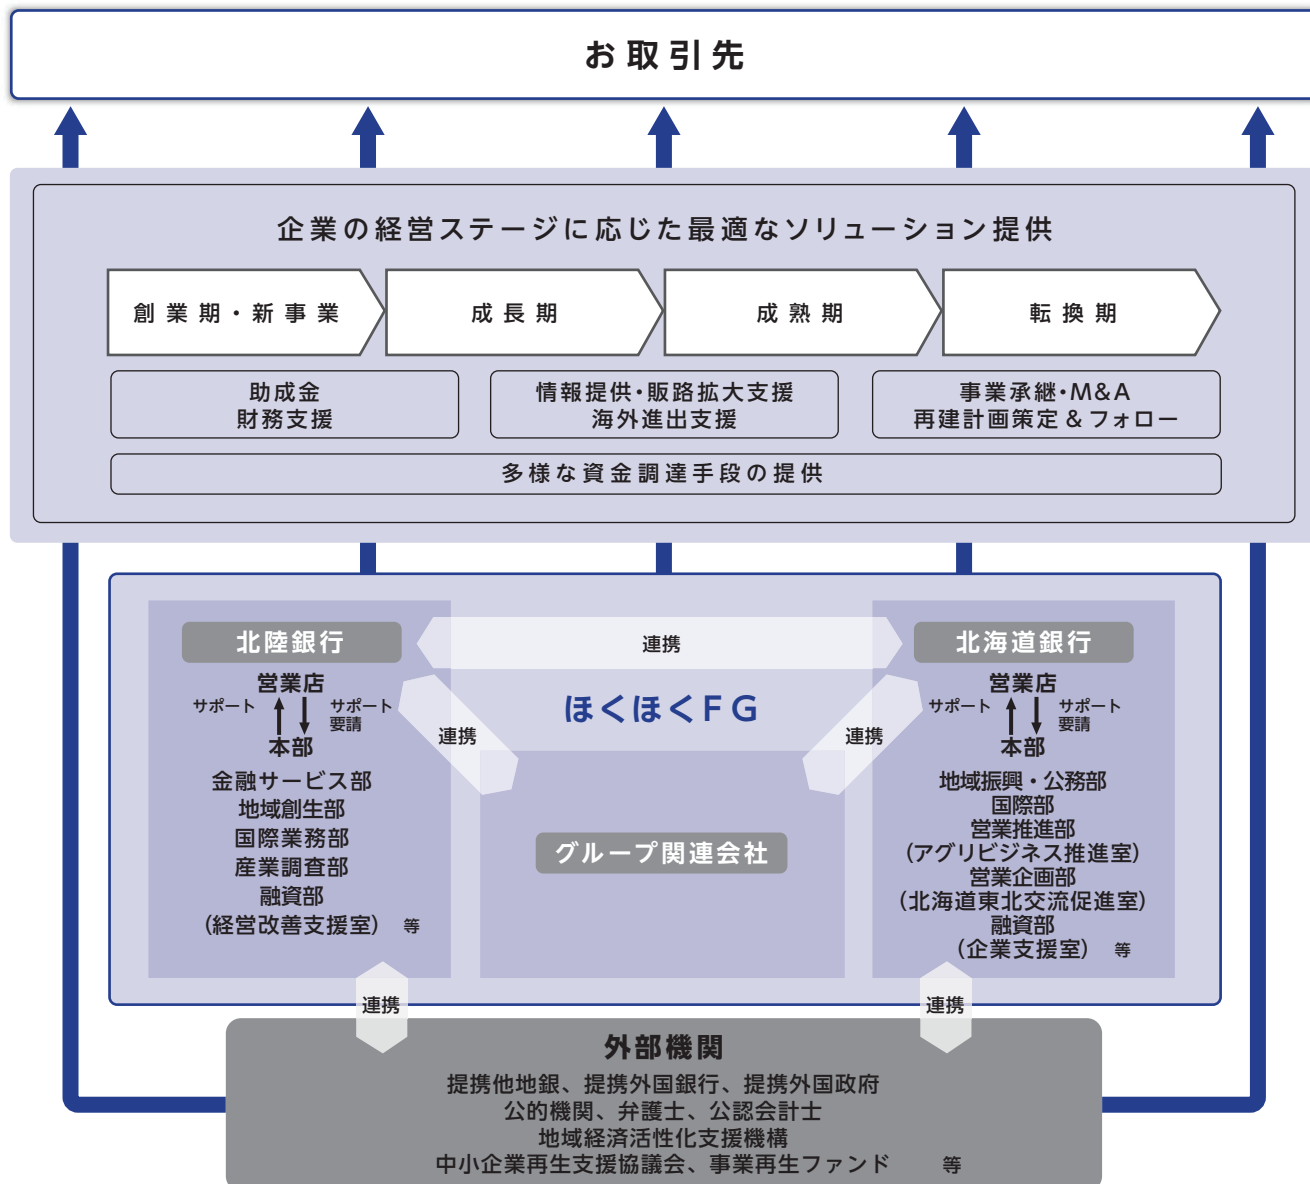 お取引先
企業の経営ステージに応じた最適なソリューション提供
創業期・新事業
成長期
成熟期
転換期
助成金
財務支援
情報提供・販路拡大支援
海外進出支援
事業承継・M&A
再建計画策定 & フォロー
多様な資金調達手段の提供
北陸銀行
営業店
サポート
サポート
要請
本部
金融サービス部
地域創生部
国際業務部
産業調査部
融資部
(経営改善支援室) 等
連携
ほくほくFG
連携
連携
グループ関連会社
北海道銀行
営業店
サポート
サポート
要請
本部
地域振興・公務部
国際部
営業推進部
(アグリビジネス推進室)
営業企画部
(北海道東北交流促進室)
融資部
(企業支援室) 等
連携
連携
外部機関
提携他地銀、提携外国銀行、提携外国政府
公的機関、弁護士、公認会計士
地域経済活性化支援機構
中小企業再生支援協議会、事業再生ファンド 等